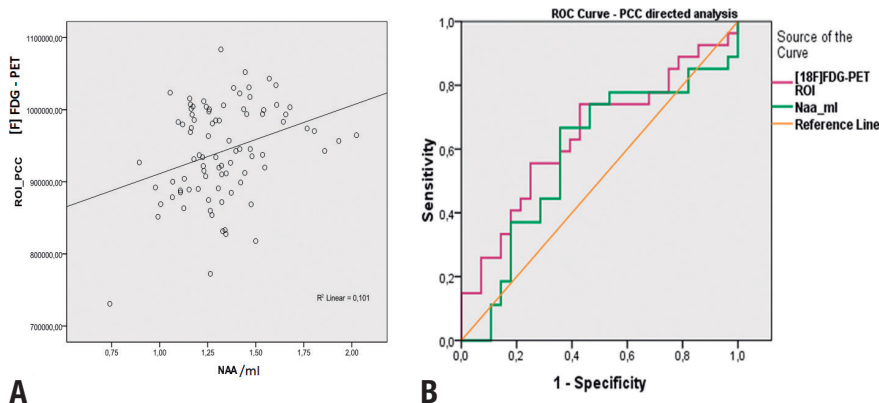 [F] FDG - PET
ROI_PCC
1100000,00
1000000,00
900000,00
800000,00
700000,00
R² Linear = 0,101
0,75
1,00
1,25
1,50
1,75
2,00
NAA/ml
A
ROC Curve - PCC directed analysis
Sensitivity
1,0
0,8
0,6
0,4
0,2
0,0
0,0
0,2
0,4
0,6
0,8
1,0
1 - Specificity
Source of the
Curve
[18F]FDG-PET
ROI
Naa_ml
Reference Line
B